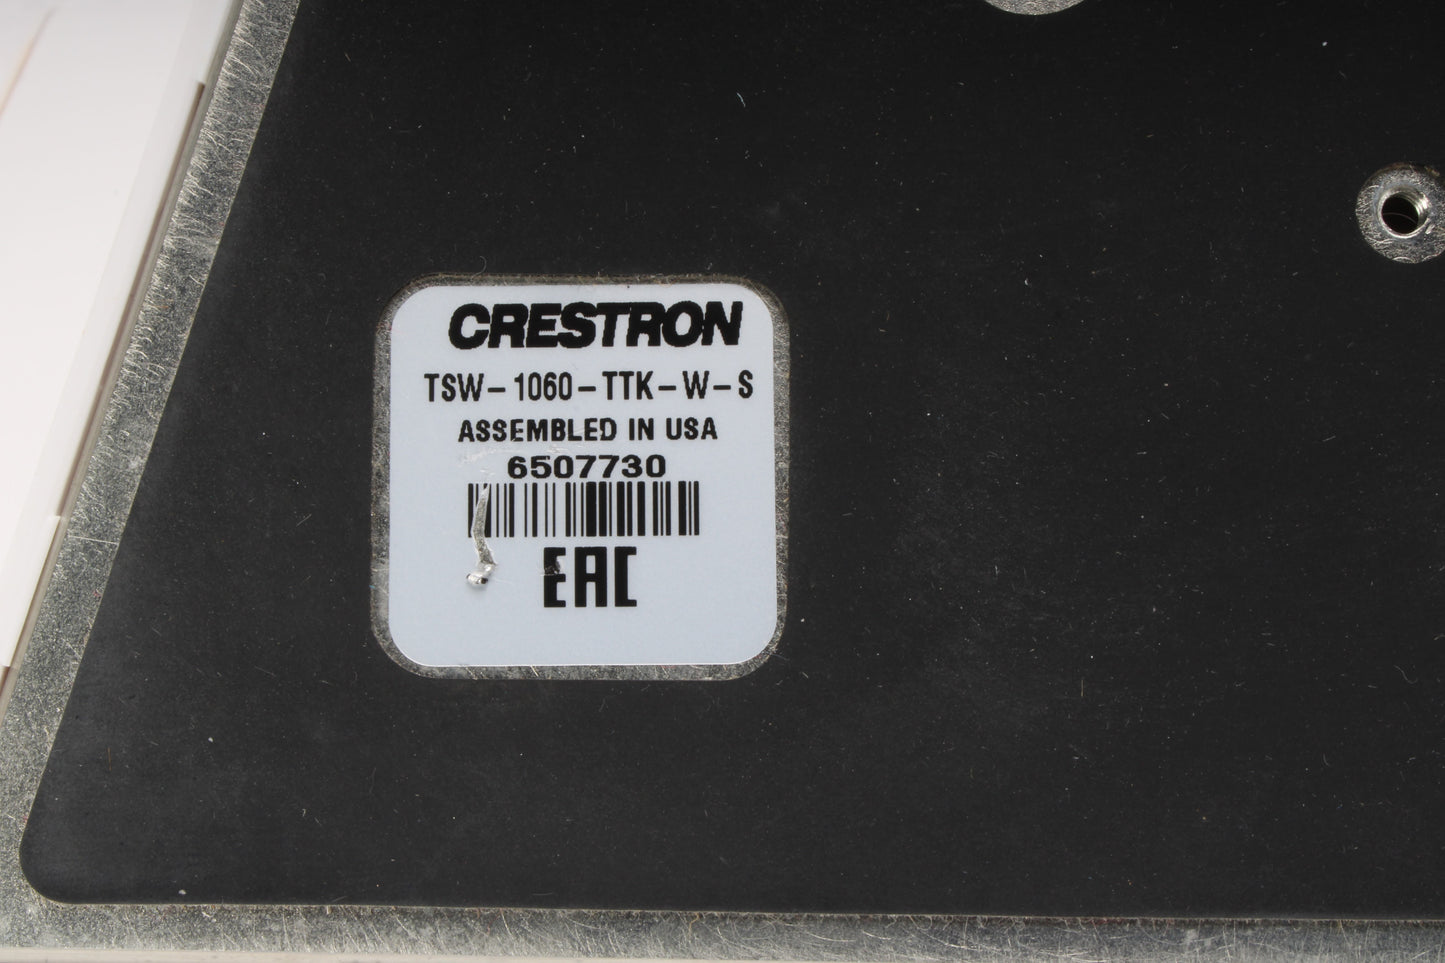 CRESTRON
TSW-1060-TTK-W-S
ASSEMBLED IN USA
6507730
EAC